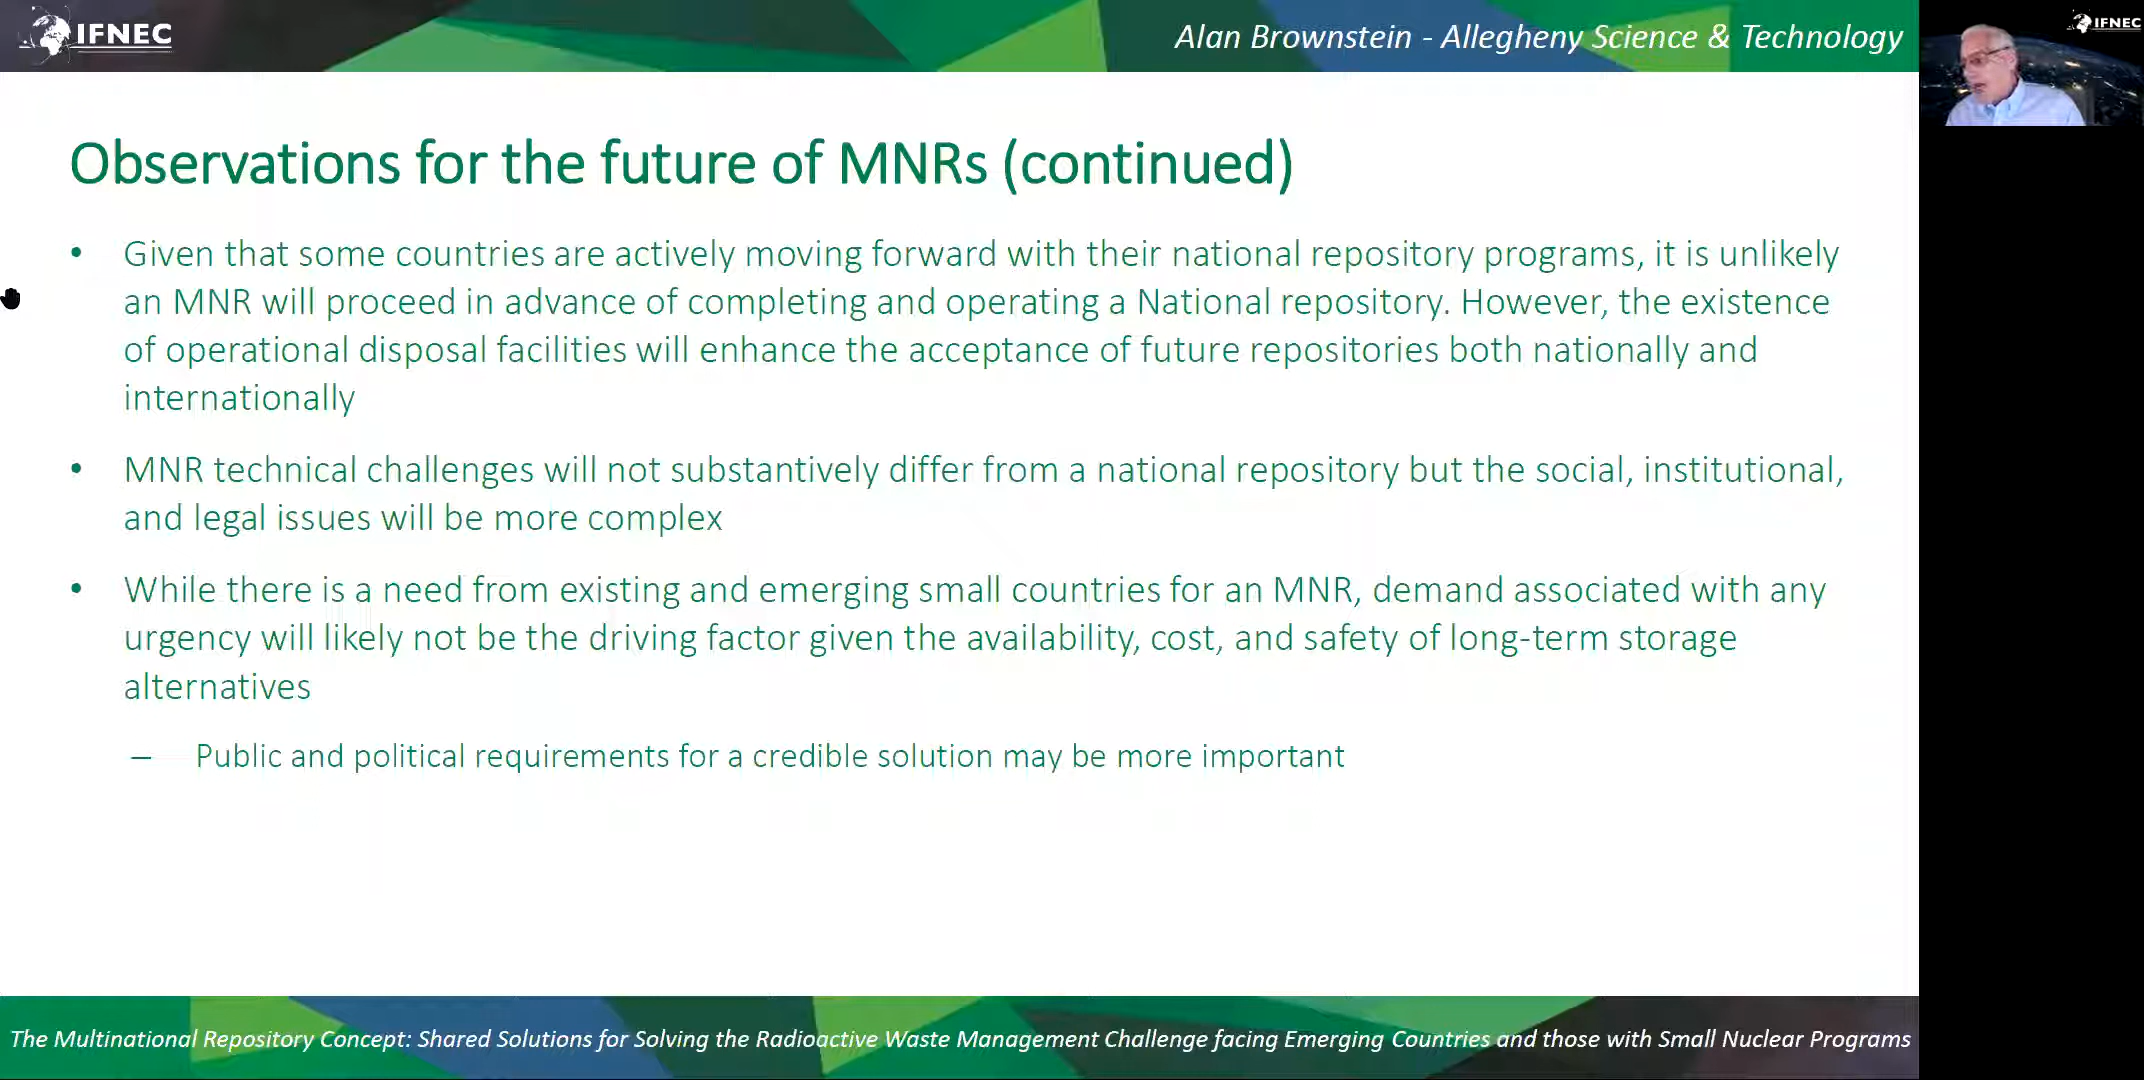 IFNEC
Alan Brownstein - Allegheny Science & Technology
IFNEC
Observations for the future of MNRs (continued)
• Given that some countries are actively moving forward with their national repository programs, it is unlikely
an MNR will proceed in advance of completing and operating a National repository. However, the existence
of operational disposal facilities will enhance the acceptance of future repositories both nationally and
internationally
• MNR technical challenges will not substantively differ from a national repository but the social, institutional,
and legal issues will be more complex
• While there is a need from existing and emerging small countries for an MNR, demand associated with any
urgency will likely not be the driving factor given the availability, cost, and safety of long-term storage
alternatives
– Public and political requirements for a credible solution may be more important
The Multinational Repository Concept: Shared Solutions for Solving the Radioactive Waste Management Challenge facing Emerging Countries and those with Small Nuclear Programs